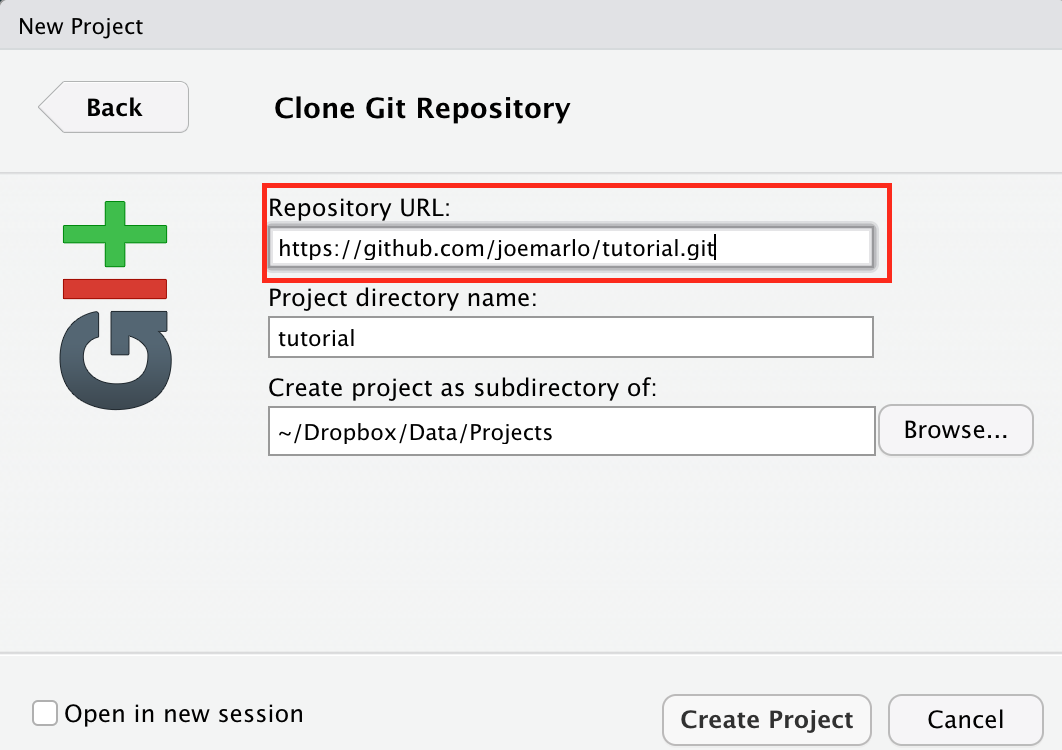 New Project
Back
Clone Git Repository
GIT
Repository URL:
https://github.com/joemarlo/tutorial.git
Project directory name:
tutorial
Create project as subdirectory of:
~/Dropbox/Data/Projects
Browse...
Open in new session
Create Project
Cancel